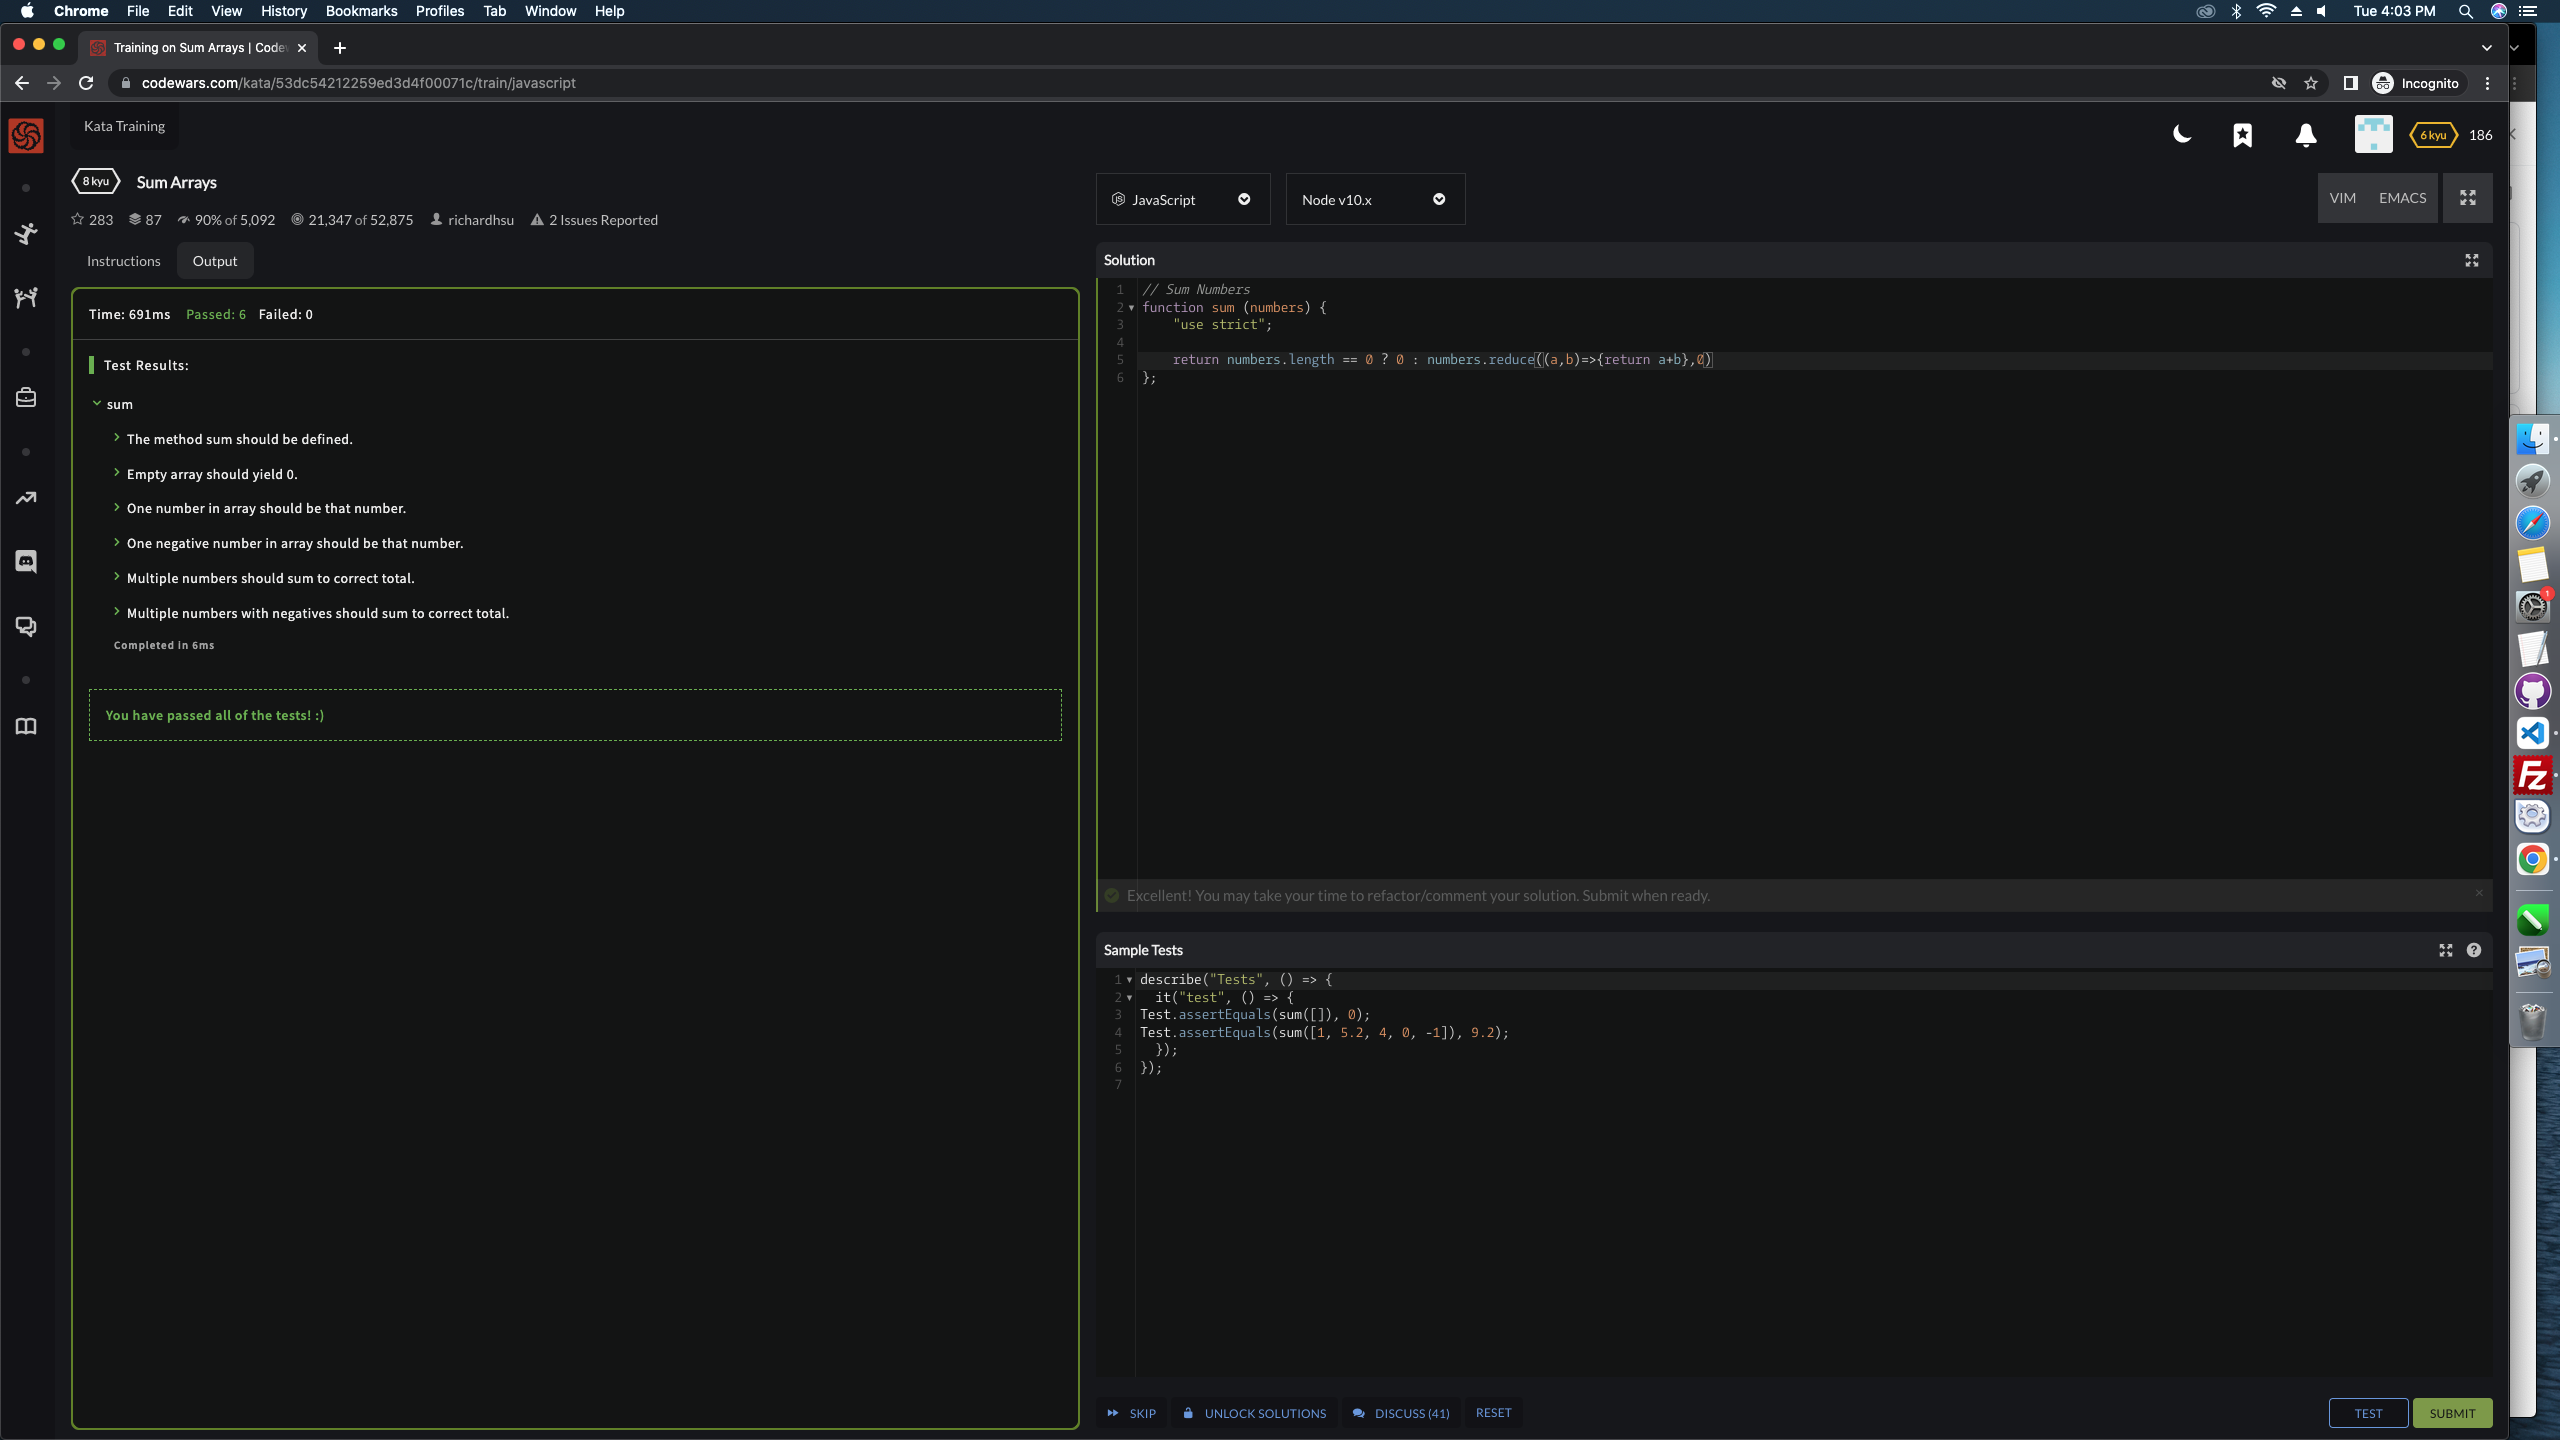 Chrome File Edit View History Bookmarks Profiles Tab Window Help Tue 4:03 PM
Training on Sum Arrays | Codew
codewars.com/kata/53dc54212259ed3d4f00071c/train/javascript Incognito
Kata Training
6 kyu 186
8 kyu Sum Arrays
283 87 90% of 5,092 21,347 of 52,875 richardhsu 2 Issues Reported
JavaScript Node v10.x VIM EMACS
Instructions Output
Time: 691ms Passed: 6 Failed: 0
Test Results:
sum
The method sum should be defined.
Empty array should yield 0.
One number in array should be that number.
One negative number in array should be that number.
Multiple numbers should sum to correct total.
Multiple numbers with negatives should sum to correct total.
Completed in 6ms
You have passed all of the tests! :)
Solution
1 // Sum Numbers
2 function sum (numbers) {
3 "use strict";
4
5 return numbers.length == 0 ? 0 : numbers.reduce((a,b)=>{return a+b},0)
6 };
Excellent! You may take your time to refactor/comment your solution. Submit when ready.
Sample Tests
1 describe("Tests", () => {
2 it("test", () => {
3 Test.assertEquals(sum([]), 0);
4 Test.assertEquals(sum([1, 5.2, 4, 0, -1]), 9.2);
5 });
6 });
7
SKIP UNLOCK SOLUTIONS DISCUSS (41) RESET TEST SUBMIT
1
Fz